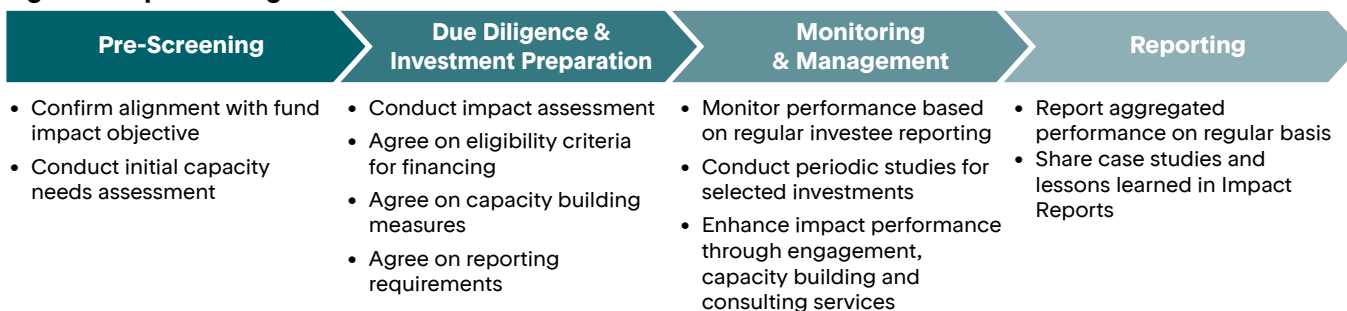 Pre-Screening
Due Diligence &
Investment Preparation
Monitoring
& Management
Reporting
• Confirm alignment with fund
impact objective
• Conduct initial capacity
needs assessment
• Conduct impact assessment
• Agree on eligibility criteria
for financing
• Agree on capacity building
measures
• Agree on reporting
requirements
• Monitor performance based
on regular investee reporting
• Conduct periodic studies for
selected investments
• Enhance impact performance
through engagement,
capacity building and
consulting services
• Report aggregated
performance on regular basis
• Share case studies and
lessons learned in Impact
Reports